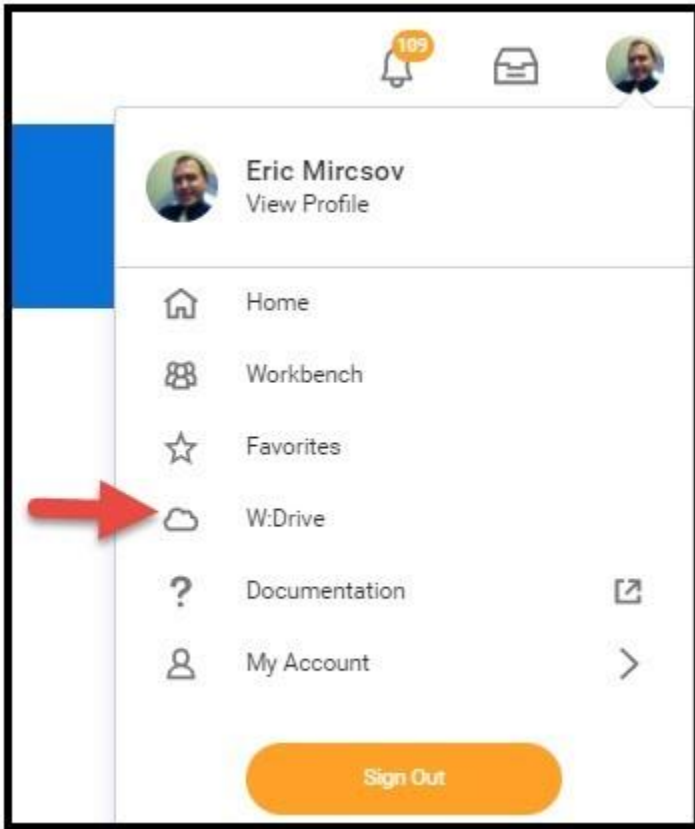 109
Eric Mircsov
View Profile
Home
Workbench
Favorites
W:Drive
Documentation
My Account
Sign Out